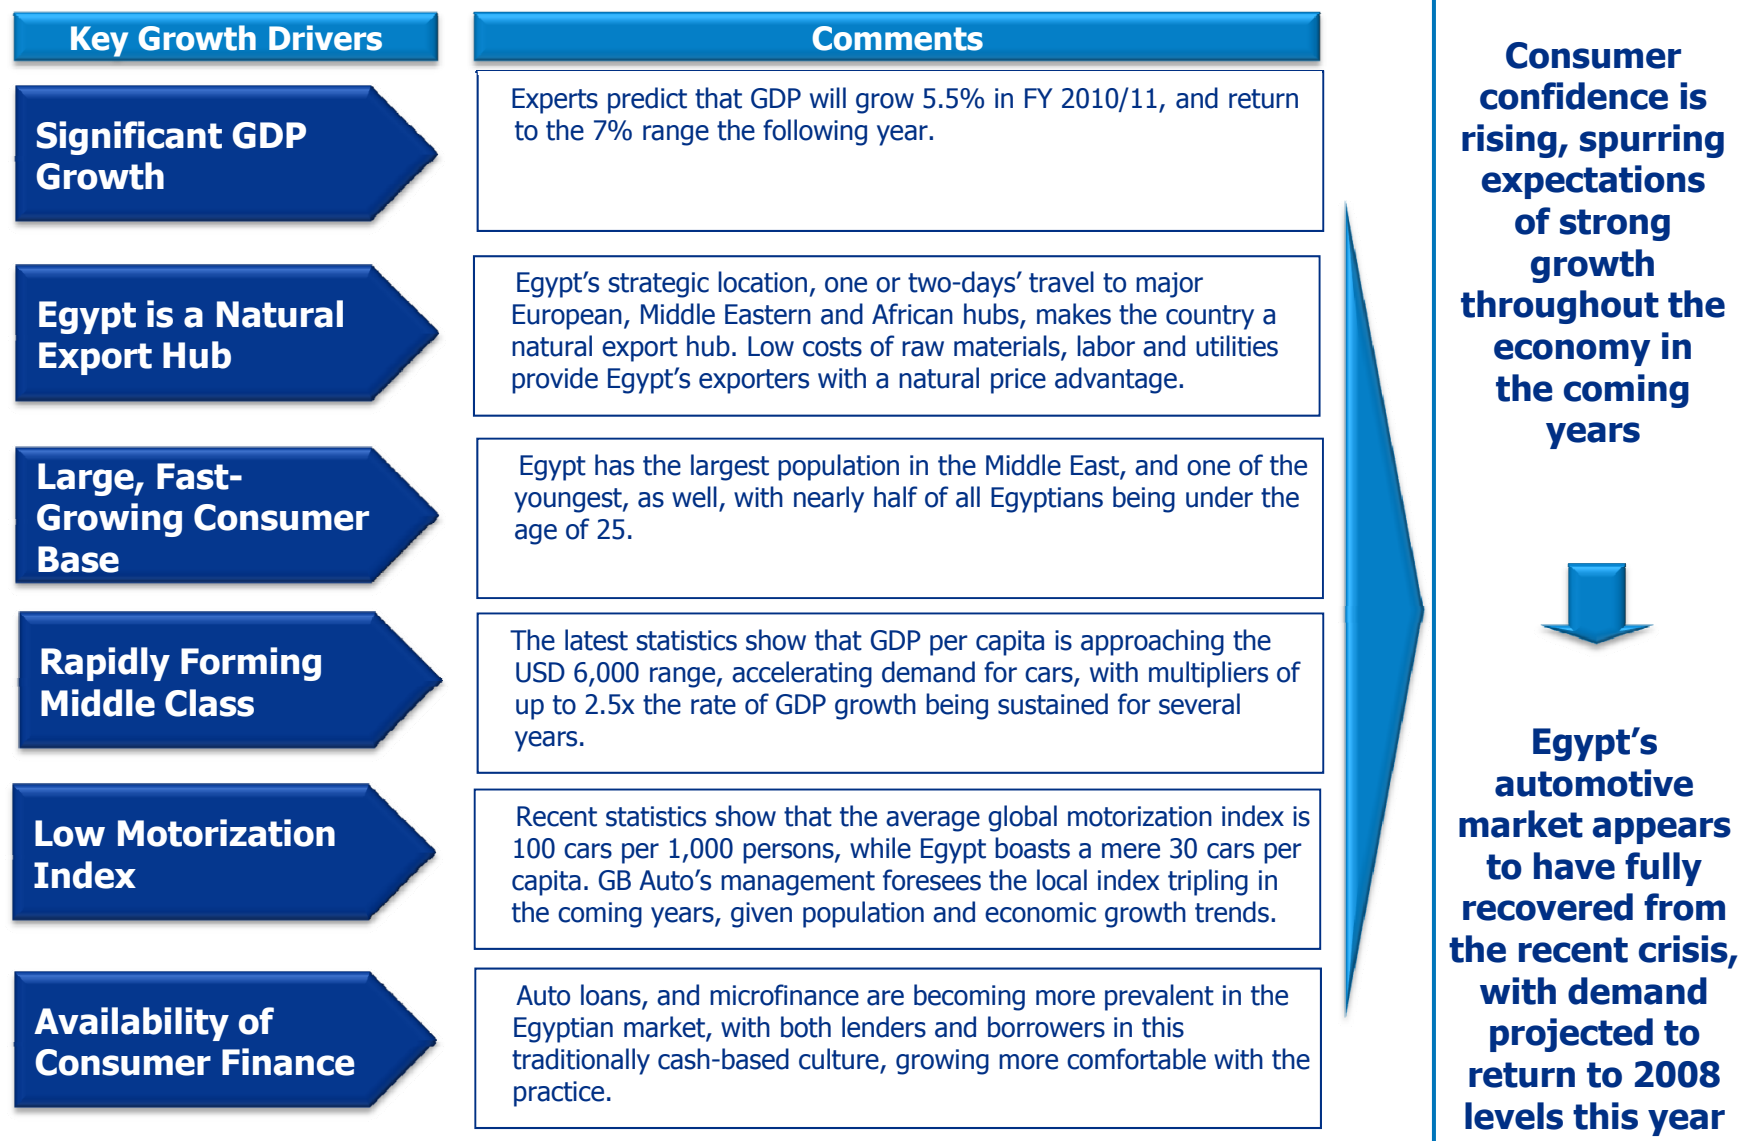 Key Growth Drivers
Comments
Significant GDP
Growth
Experts predict that GDP will grow 5.5% in FY 2010/11, and return
to the 7% range the following year.
Egypt is a Natural
Export Hub
Egypt’s strategic location, one or two-days’ travel to major
European, Middle Eastern and African hubs, makes the country a
natural export hub. Low costs of raw materials, labor and utilities
provide Egypt’s exporters with a natural price advantage.
Large, Fast-
Growing Consumer
Base
Egypt has the largest population in the Middle East, and one of the
youngest, as well, with nearly half of all Egyptians being under the
age of 25.
Rapidly Forming
Middle Class
The latest statistics show that GDP per capita is approaching the
USD 6,000 range, accelerating demand for cars, with multipliers of
up to 2.5x the rate of GDP growth being sustained for several
years.
Low Motorization
Index
Recent statistics show that the average global motorization index is
100 cars per 1,000 persons, while Egypt boasts a mere 30 cars per
capita. GB Auto’s management foresees the local index tripling in
the coming years, given population and economic growth trends.
Availability of
Consumer Finance
Auto loans, and microfinance are becoming more prevalent in the
Egyptian market, with both lenders and borrowers in this
traditionally cash-based culture, growing more comfortable with the
practice.
Consumer
confidence is
rising, spurring
expectations
of strong
growth
throughout the
economy in
the coming
years
Egypt’s
automotive
market appears
to have fully
recovered from
the recent crisis,
with demand
projected to
return to 2008
levels this year